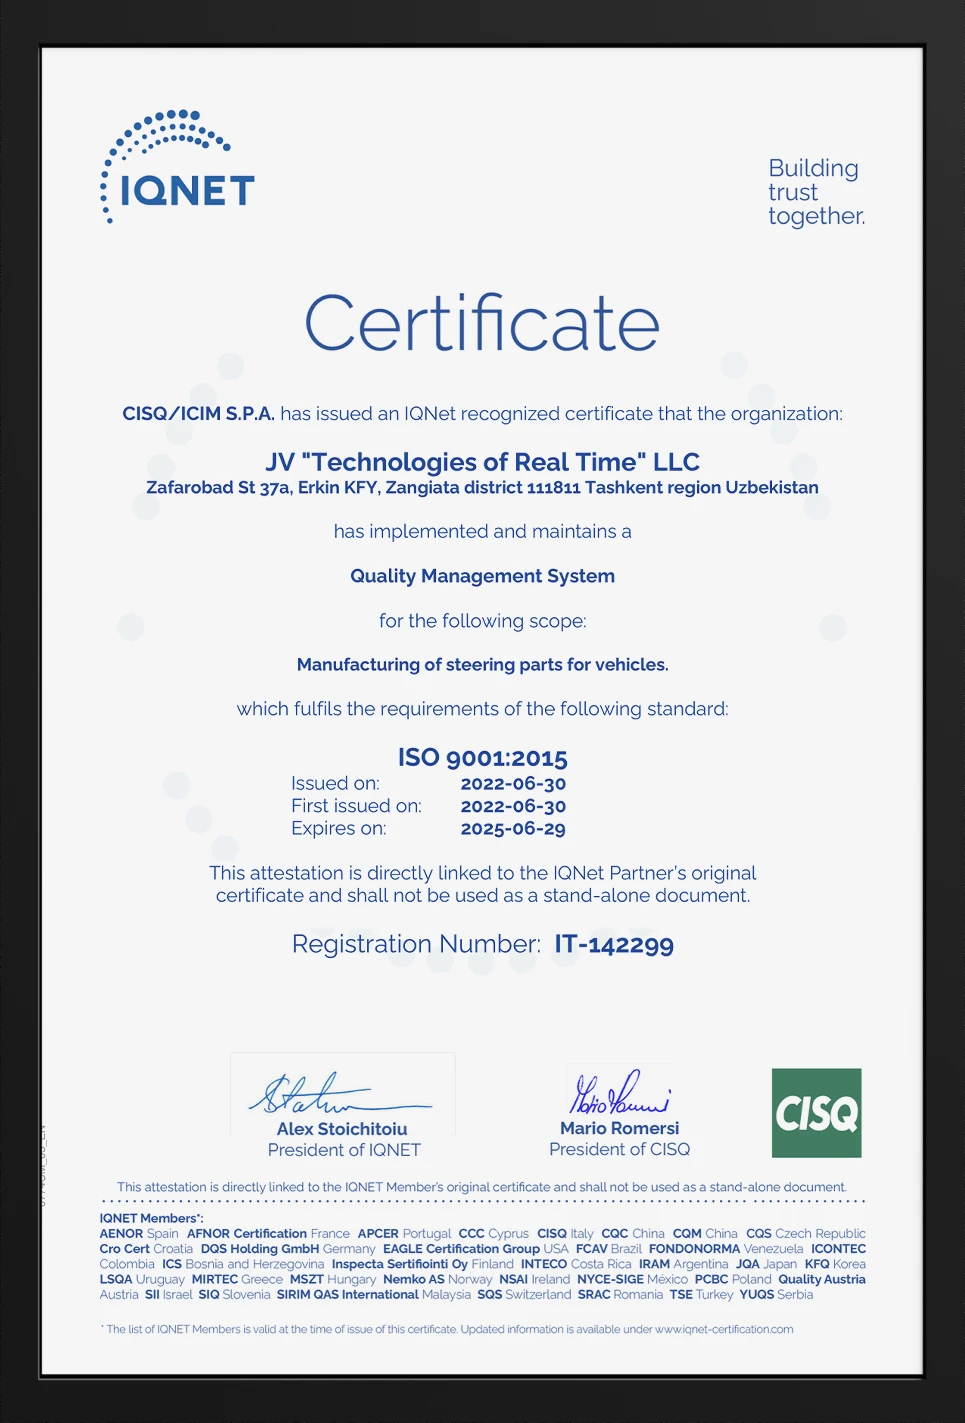 IQNET
Building
trust
together.
Certificate
CISQ/ICIM S.P.A. has issued an IQNet recognized certificate that the organization:
JV "Technologies of Real Time" LLC
Zafarobad St 37a, Erkin KFY, Zangiata district 111811 Tashkent region Uzbekistan
has implemented and maintains a
Quality Management System
for the following scope:
Manufacturing of steering parts for vehicles.
which fulfils the requirements of the following standard:
ISO 9001:2015
Issued on: 2022-06-30
First issued on: 2022-06-30
Expires on: 2025-06-29
This attestation is directly linked to the IQNet Partner's original
certificate and shall not be used as a stand-alone document.
Registration Number: IT-142299
Alex Stoichitoiu
President of IQNET
Mario Romersi
President of CISQ
CISQ
This attestation is directly linked to the IQNET Member's original certificate and shall not be used as a stand-alone document.
IQNET Members*:
AENOR Spain AFNOR Certification France APCER Portugal CCC Cyprus CISQ Italy CQC China CQM China CQS Czech Republic
Cro Cert Croatia DQS Holding GmbH Germany EAGLE Certification Group USA FCAV Brazil FONDONORMA Venezuela ICONTEC
Colombia ICS Bosnia and Herzegovina Inspecta Sertifiointi Oy Finland INTECO Costa Rica IRAM Argentina JQA Japan KFQ Korea
LSQA Uruguay MIRTEC Greece MSZT Hungary Nemko AS Norway NSAI Ireland NYCE-SIGE México PCBC Poland Quality Austria
Austria SII Israel SIQ Slovenia SIRIM QAS International Malaysia SQS Switzerland SRAC Romania TSE Turkey YUQS Serbia
* The list of IQNET Members is valid at the time of issue of this certificate. Updated information is available under www.iqnet-certification.com